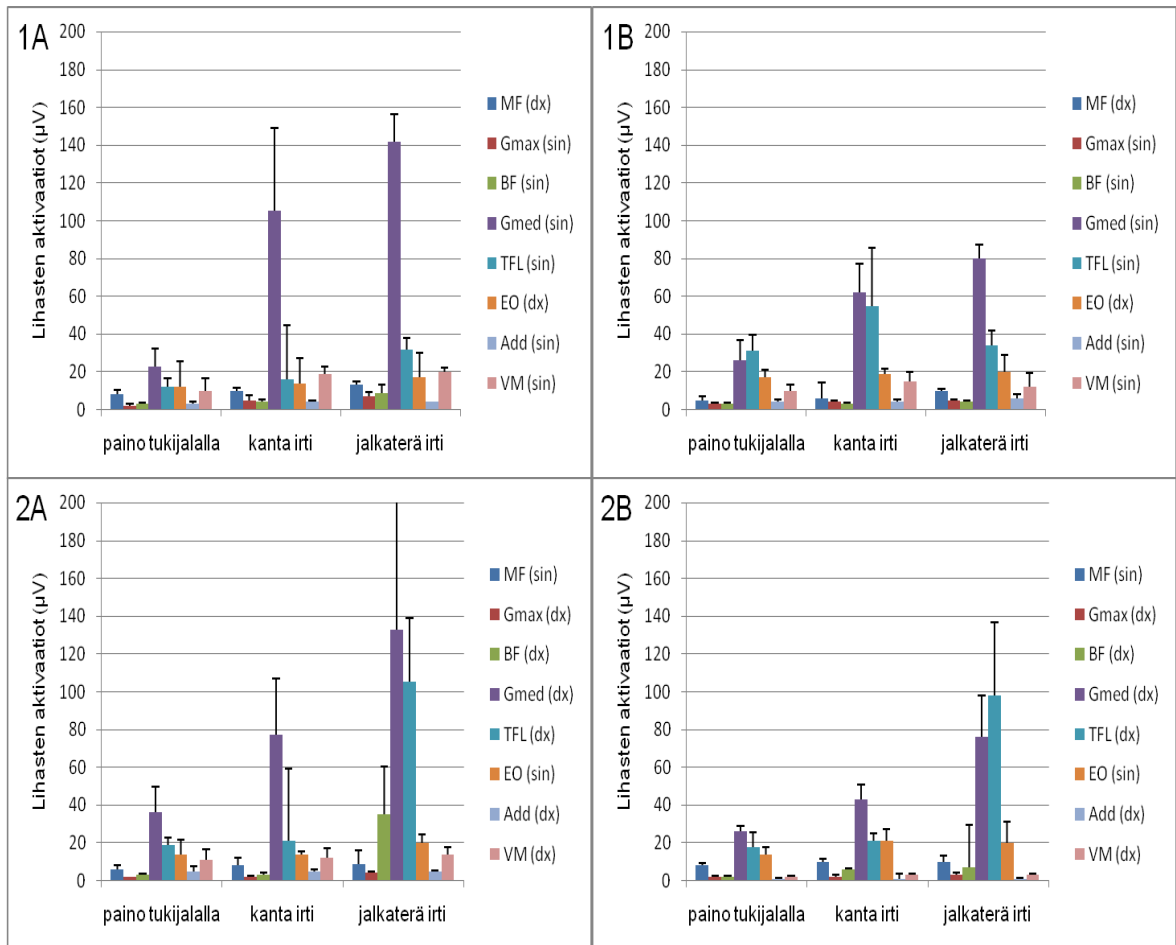 1A
Lihasten aktivaatiot (µV)
200
180
160
140
120
100
80
60
40
20
0
paino tukijalalla
kanta irti
jalkaterä irti
MF (dx)
Gmax (sin)
BF (sin)
Gmed (sin)
TFL (sin)
EO (dx)
Add (sin)
VM (sin)
1B
Lihasten aktivaatiot (µV)
200
180
160
140
120
100
80
60
40
20
0
paino tukijalalla
kanta irti
jalkaterä irti
MF (dx)
Gmax (sin)
BF (sin)
Gmed (sin)
TFL (sin)
EO (dx)
Add (sin)
VM (sin)
2A
Lihasten aktivaatiot (µV)
200
180
160
140
120
100
80
60
40
20
0
paino tukijalalla
kanta irti
jalkaterä irti
MF (sin)
Gmax (dx)
BF (dx)
Gmed (dx)
TFL (dx)
EO (sin)
Add (dx)
VM (dx)
2B
Lihasten aktivaatiot (µV)
200
180
160
140
120
100
80
60
40
20
0
paino tukijalalla
kanta irti
jalkaterä irti
MF (sin)
Gmax (dx)
BF (dx)
Gmed (dx)
TFL (dx)
EO (sin)
Add (dx)
VM (dx)